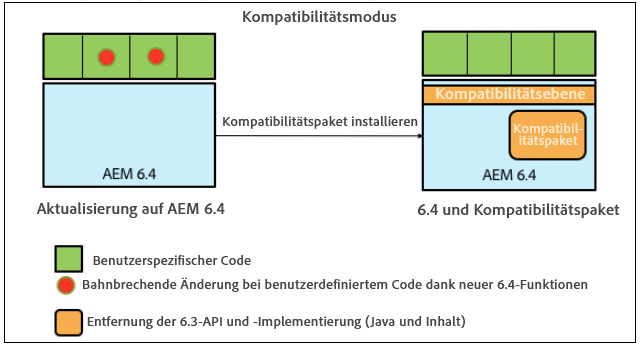 Kompatibilitätsmodus
Kompatibilitätspaket installieren
AEM 6.4
Kompatibilitätsebene
Kompatibil-
itätspaket
AEM 6.4
Aktualisierung auf AEM 6.4
6.4 und Kompatibilitätspaket
Benutzerspezifischer Code
Bahnbrechende Änderung bei benutzerdefiniertem Code dank neuer 6.4-Funktionen
Entfernung der 6.3-API und -Implementierung (Java und Inhalt)